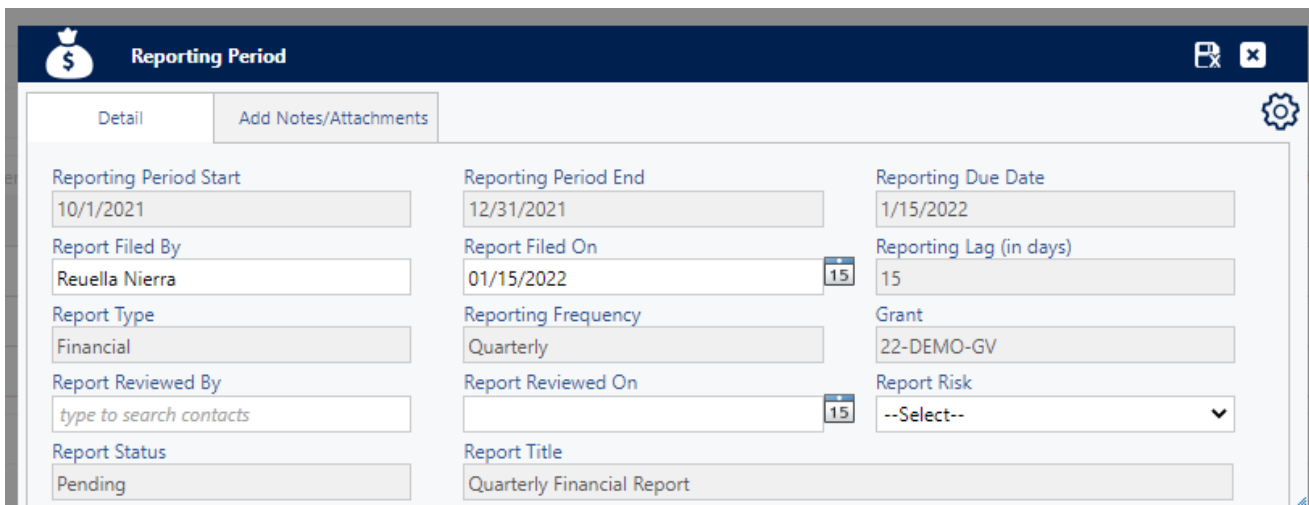 $ Reporting Period
Detail Add Notes/Attachments
Reporting Period Start Reporting Period End Reporting Due Date
10/1/2021 12/31/2021 1/15/2022
Report Filed By Report Filed On Reporting Lag (in days)
Reuella Nierra 01/15/2022 15 15
Report Type Reporting Frequency Grant
Financial Quarterly 22-DEMO-GV
Report Reviewed By Report Reviewed On Report Risk
type to search contacts 15 --Select--
Report Status Report Title
Pending Quarterly Financial Report